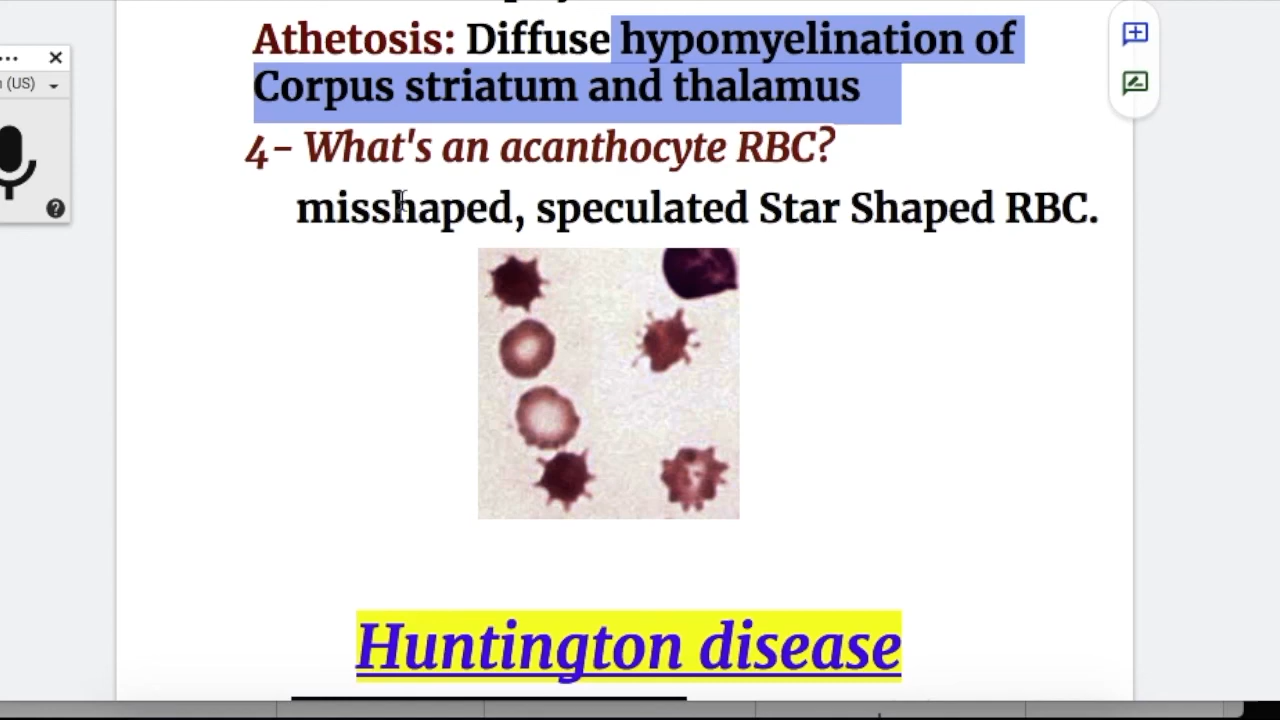 (US)
Athetosis: Diffuse hypomyelination of
Corpus striatum and thalamus
4- What's an acanthocyte RBC?
misshaped, speculated Star Shaped RBC.
Huntington disease